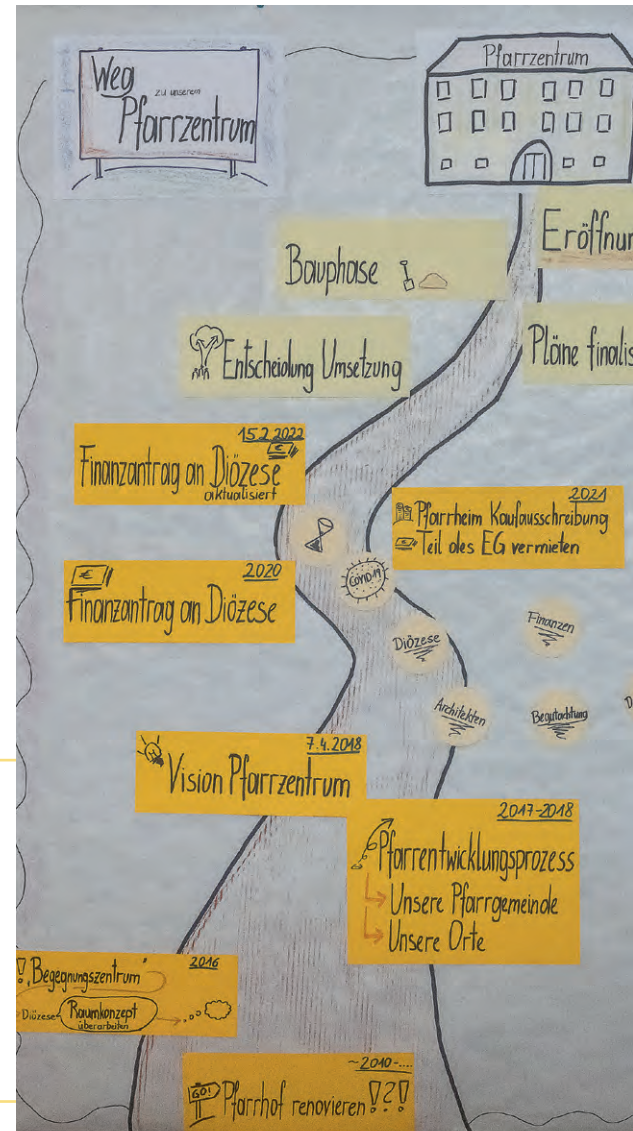 Weg
zu unserem
Pfarrzentrum
Pfarrzentrum
Eröffnun
Bauphase
Entscheidung Umsetzung
Pläne finalis
15.2.2022
Finanzantrag an Diözese
aktualisiert
2021
Pfarrheim Kaufausschreibung
Teil des EG vermieten
2020
Finanzantrag an Diözese
COVID19
Diözese
Finanzen
Architekten
Begutachtung
D
7.4.2018
Vision Pfarrzentrum
2017-2018
Pfarrentwicklungsprozess
Unsere Pfarrgemeinde
Unsere Orte
2016
! "Begegnungszentrum"
Diözese Raumkonzept
überarbeiten
~2010-....
GO! Pfarrhof renovieren !?!